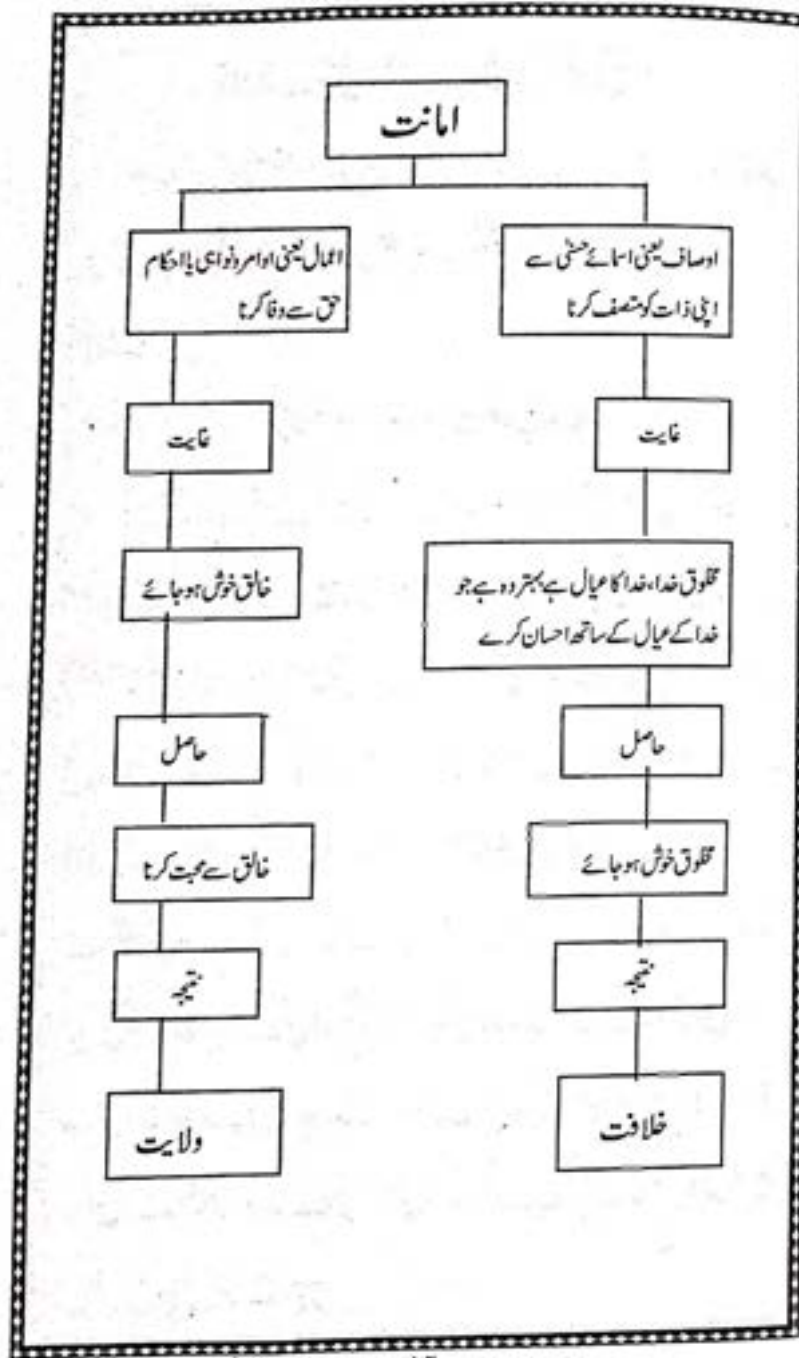 امانت
اوصاف یعنی اسمائے حسنٰی سے
اپنی ذات کو متصف کرنا
اعمال یعنی اوامر و نواہی یا احکام
حق سے وفا کرنا
غایت
غایت
مخلوق خدا، خدا کا عیال ہے بہتر وہ ہے جو
خدا کے عیال کے ساتھ احسان کرے
خالق خوش ہو جائے
حاصل
حاصل
مخلوق خوش ہو جائے
خالق سے محبت کرنا
نتیجہ
نتیجہ
خلافت
ولایت